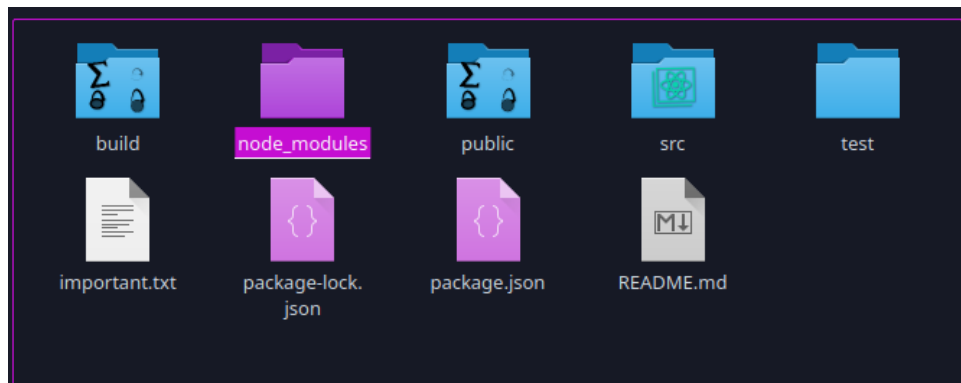 build
node_modules
public
src
test
important.txt
package-lock.
json
package.json
README.md